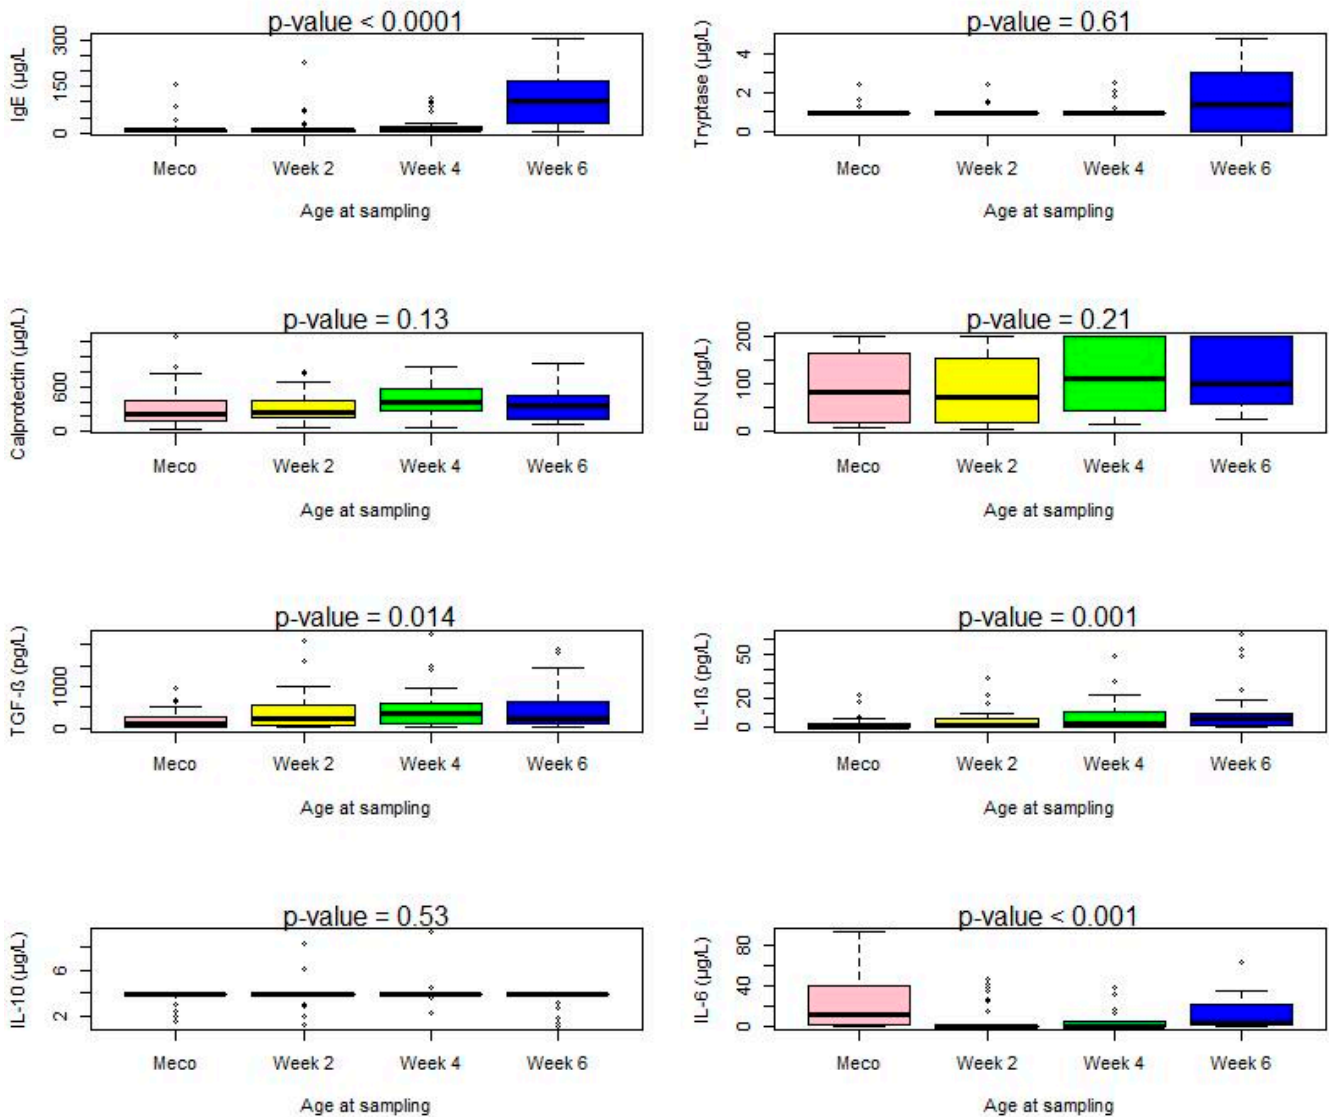 p-value < 0.0001
IgE (µg/L
300
150
0
Meco Week 2 Week 4 Week 6
Age at sampling
p-value = 0.61
Tryptase (µg/L)
4
2
0
Meco Week 2 Week 4 Week 6
Age at sampling
p-value = 0.13
Calprotectin (µg/L)
600
0
Meco Week 2 Week 4 Week 6
Age at sampling
p-value = 0.21
EDN (µg/L)
200
100
0
Meco Week 2 Week 4 Week 6
Age at sampling
p-value = 0.014
TGF-ß (pg/L)
1000
0
Meco Week 2 Week 4 Week 6
Age at sampling
p-value = 0.001
IL-1ß (pg/L)
50
20
0
Meco Week 2 Week 4 Week 6
Age at sampling
p-value = 0.53
IL-10 (µg/L)
6
2
Meco Week 2 Week 4 Week 6
Age at sampling
p-value < 0.001
IL-6 (µg/L)
80
40
0
Meco Week 2 Week 4 Week 6
Age at sampling